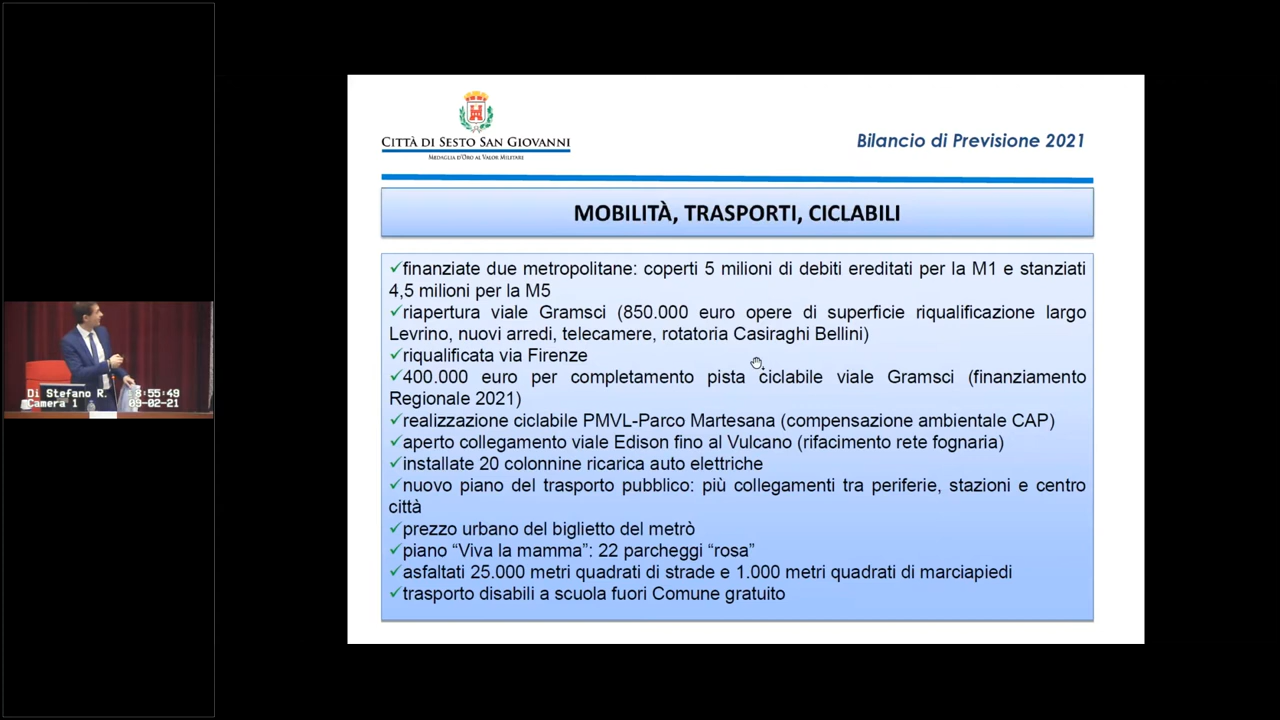 CITTÀ DI SESTO SAN GIOVANNI
MEDAGLIA D'ORO AL VALOR MILITARE
Bilancio di Previsione 2021
MOBILITÀ, TRASPORTI, CICLABILI
✓finanziate due metropolitane: coperti 5 milioni di debiti ereditati per la M1 e stanziati
4,5 milioni per la M5
✓riapertura viale Gramsci (850.000 euro opere di superficie riqualificazione largo
Levrino, nuovi arredi, telecamere, rotatoria Casiraghi Bellini)
✓riqualificata via Firenze
✓400.000 euro per completamento pista ciclabile viale Gramsci (finanziamento
Regionale 2021)
✓realizzazione ciclabile PMVL-Parco Martesana (compensazione ambientale CAP)
✓aperto collegamento viale Edison fino al Vulcano (rifacimento rete fognaria)
✓installate 20 colonnine ricarica auto elettriche
✓nuovo piano del trasporto pubblico: più collegamenti tra periferie, stazioni e centro
città
✓prezzo urbano del biglietto del metrò
✓piano “Viva la mamma”: 22 parcheggi “rosa”
✓asfaltati 25.000 metri quadrati di strade e 1.000 metri quadrati di marciapiedi
✓trasporto disabili a scuola fuori Comune gratuito
Di Stefano R. 18:55:49
Camera 1 09-02-21